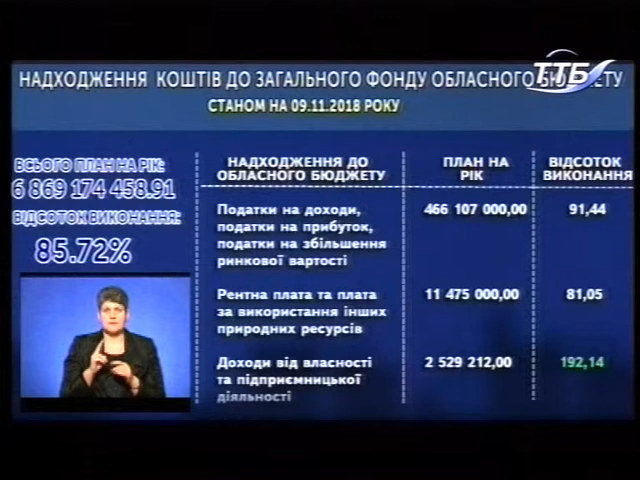 НАДХОДЖЕННЯ КОШТІВ ДО ЗАГАЛЬНОГО ФОНДУ ОБЛАСНОГО БЮДЖЕТУ
ТТБ
СТАНОМ НА 09.11.2018 РОКУ
ВСЬОГО ПЛАН НА РІК:
6 869 174 458.91
ВІДСОТОК ВИКОНАННЯ:
85.72%
НАДХОДЖЕННЯ ДО
ОБЛАСНОГО БЮДЖЕТУ
ПЛАН НА
РІК
ВІДСОТОК
ВИКОНАННЯ
Податки на доходи,
податки на прибуток,
податки на збільшення
ринкової вартості
466 107 000,00
91,44
Рентна плата та плата
за використання інших
природних ресурсів
11 475 000,00
81,05
Доходи від власності
та підприємницької
діяльності
2 529 212,00
192,14